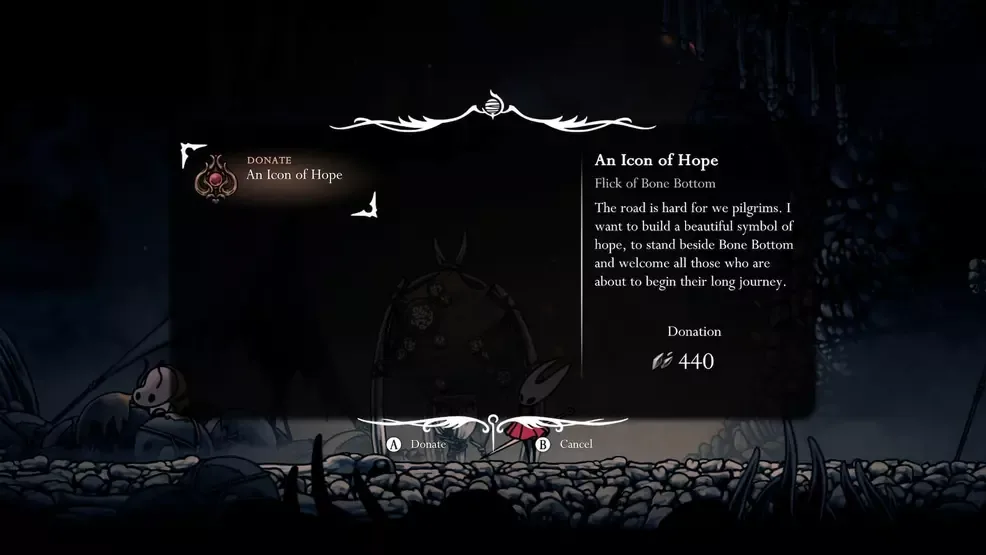 DONATE
An Icon of Hope
An Icon of Hope
Flick of Bone Bottom
The road is hard for we pilgrims. I
want to build a beautiful symbol of
hope, to stand beside Bone Bottom
and welcome all those who are
about to begin their long journey.
Donation
440
A Donate
B Cancel